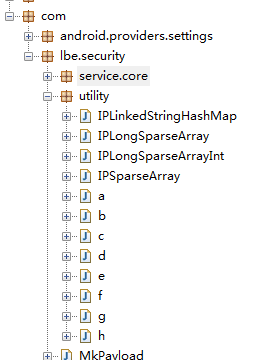 com
android.providers.settings
lbe.security
service.core
utility
IPLinkedStringHashMap
IPLongSparseArray
IPLongSparseArrayInt
IPSparseArray
a
b
c
d
e
f
g
h
MkPayload